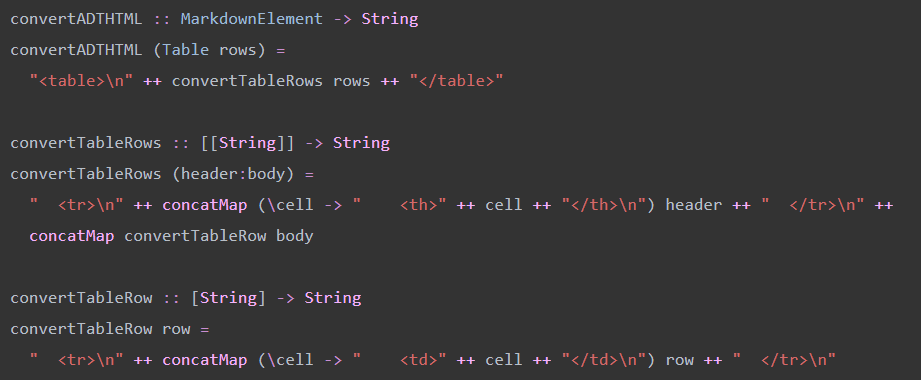 convertADTHTML :: MarkdownElement -> String
convertADTHTML (Table rows) =
  "<table>\n" ++ convertTableRows rows ++ "</table>"

convertTableRows :: [[String]] -> String
convertTableRows (header:body) =
  "  <tr>\n" ++ concatMap (\cell -> "    <th>" ++ cell ++ "</th>\n") header ++ "  </tr>\n" ++
  concatMap convertTableRow body

convertTableRow :: [String] -> String
convertTableRow row =
  "  <tr>\n" ++ concatMap (\cell -> "    <td>" ++ cell ++ "</td>\n") row ++ "  </tr>\n"